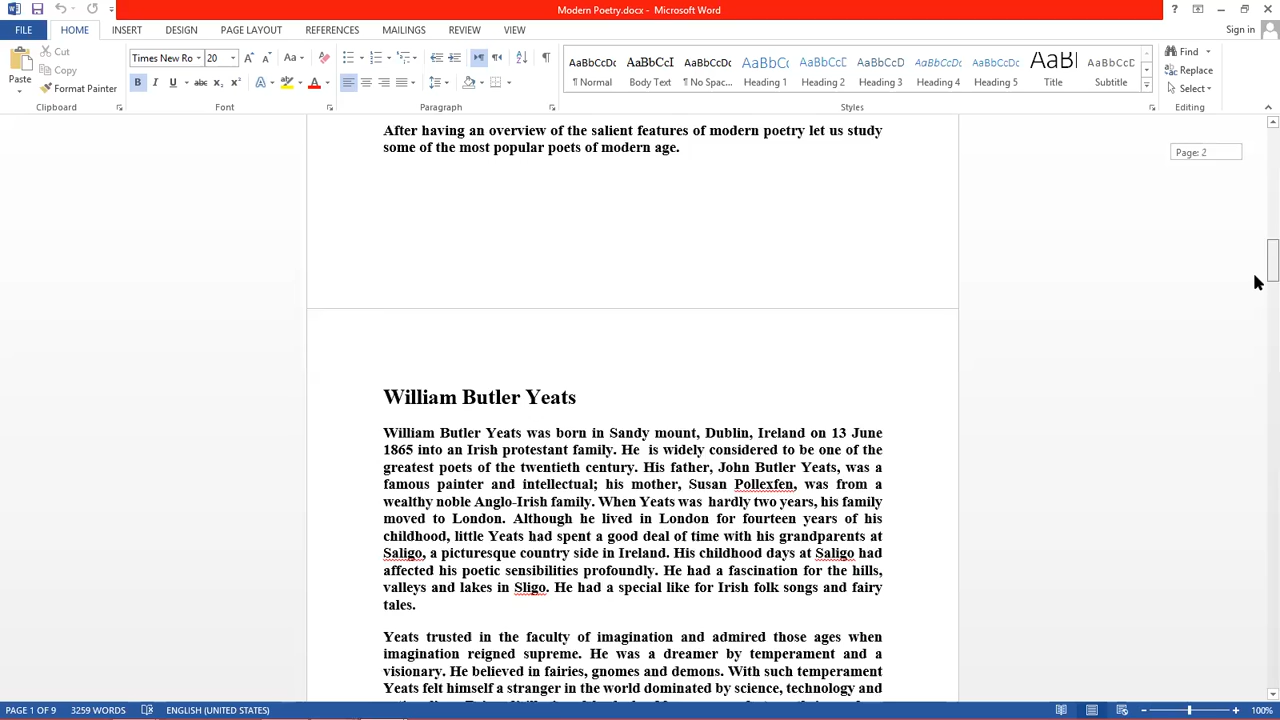 Modern Poetry.docx - Microsoft Word
Sign in
FILE HOME INSERT DESIGN PAGE LAYOUT REFERENCES MAILINGS REVIEW VIEW
Paste
Cut
Copy
Format Painter
Clipboard
Times New Ro 20
Font
Paragraph
AaBbCcDc AaBbCcI AaBbCcDc AaBbC AaBbCcD AaBbCcD AaBbCcD AaBbCcD AaBI AaBbCcD
¶ Normal Body Text ¶ No Spac... Heading 1 Heading 2 Heading 3 Heading 4 Heading 5 Title Subtitle
Styles
Find
Replace
Select
Editing
Page: 2
After having an overview of the salient features of modern poetry let us study
some of the most popular poets of modern age.
William Butler Yeats
William Butler Yeats was born in Sandy mount, Dublin, Ireland on 13 June
1865 into an Irish protestant family. He is widely considered to be one of the
greatest poets of the twentieth century. His father, John Butler Yeats, was a
famous painter and intellectual; his mother, Susan Pollexfen, was from a
wealthy noble Anglo-Irish family. When Yeats was hardly two years, his family
moved to London. Although he lived in London for fourteen years of his
childhood, little Yeats had spent a good deal of time with his grandparents at
Saligo, a picturesque country side in Ireland. His childhood days at Saligo had
affected his poetic sensibilities profoundly. He had a fascination for the hills,
valleys and lakes in Sligo. He had a special like for Irish folk songs and fairy
tales.
Yeats trusted in the faculty of imagination and admired those ages when
imagination reigned supreme. He was a dreamer by temperament and a
visionary. He believed in fairies, gnomes and demons. With such temperament
Yeats felt himself a stranger in the world dominated by science, technology and
PAGE 1 OF 9 3259 WORDS ENGLISH (UNITED STATES) 100%